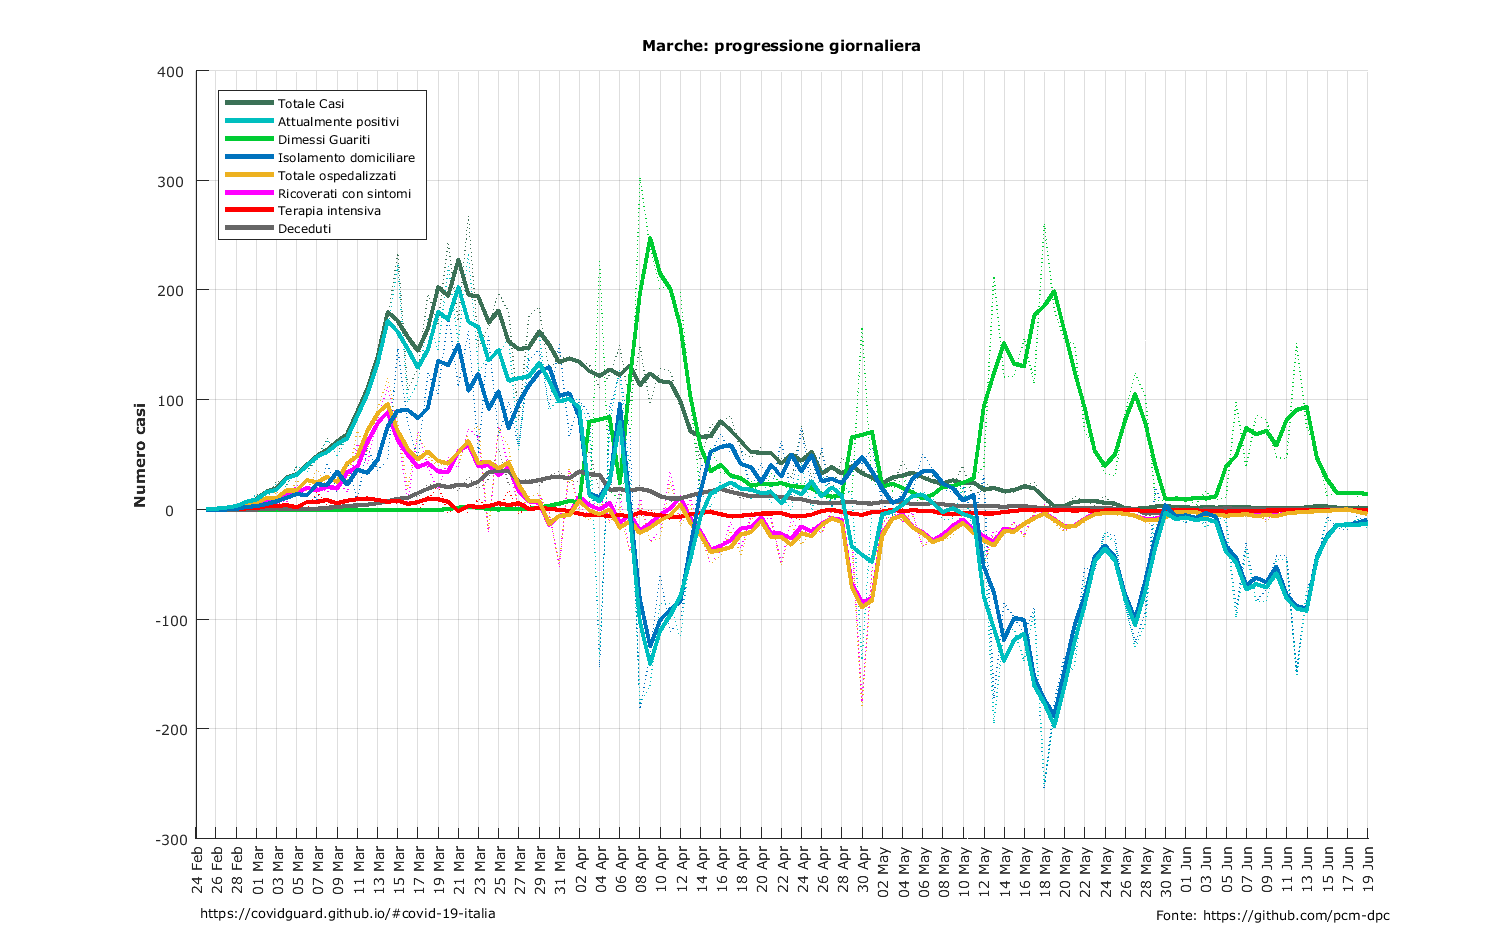 Marche: progressione giornaliera
400
300
200
100
0
-100
-200
-300
Numero casi
Totale Casi
Attualmente positivi
Dimessi Guariti
Isolamento domiciliare
Totale ospedalizzati
Ricoverati con sintomi
Terapia intensiva
Deceduti
24 Feb
26 Feb
28 Feb
01 Mar
03 Mar
05 Mar
07 Mar
09 Mar
11 Mar
13 Mar
15 Mar
17 Mar
19 Mar
21 Mar
23 Mar
25 Mar
27 Mar
29 Mar
31 Mar
02 Apr
04 Apr
06 Apr
08 Apr
10 Apr
12 Apr
14 Apr
16 Apr
18 Apr
20 Apr
22 Apr
24 Apr
26 Apr
28 Apr
30 Apr
02 May
04 May
06 May
08 May
10 May
12 May
14 May
16 May
18 May
20 May
22 May
24 May
26 May
28 May
30 May
01 Jun
03 Jun
05 Jun
07 Jun
09 Jun
11 Jun
13 Jun
15 Jun
17 Jun
19 Jun
https://covidguard.github.io/#covid-19-italia
Fonte: https://github.com/pcm-dpc